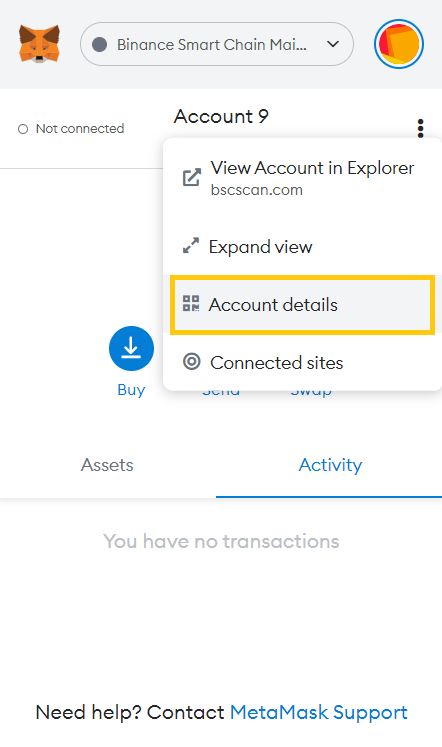 Binance Smart Chain Mai...
Not connected
Account 9
View Account in Explorer
bscscan.com
Expand view
Account details
Connected sites
Buy
Send
Swap
Assets
Activity
You have no transactions
Need help? Contact MetaMask Support